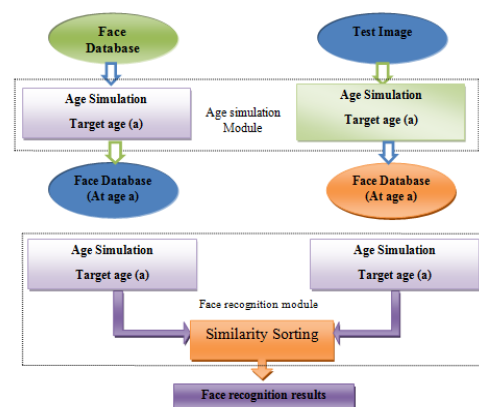 Face
Database
Test Image
Age Simulation
Target age (a)
Age simulation
Module
Age Simulation
Target age (a)
Face Database
(At age a)
Face Database
(At age a)
Age Simulation
Target age (a)
Age Simulation
Target age (a)
Face recognition module
Similarity Sorting
Face recognition results